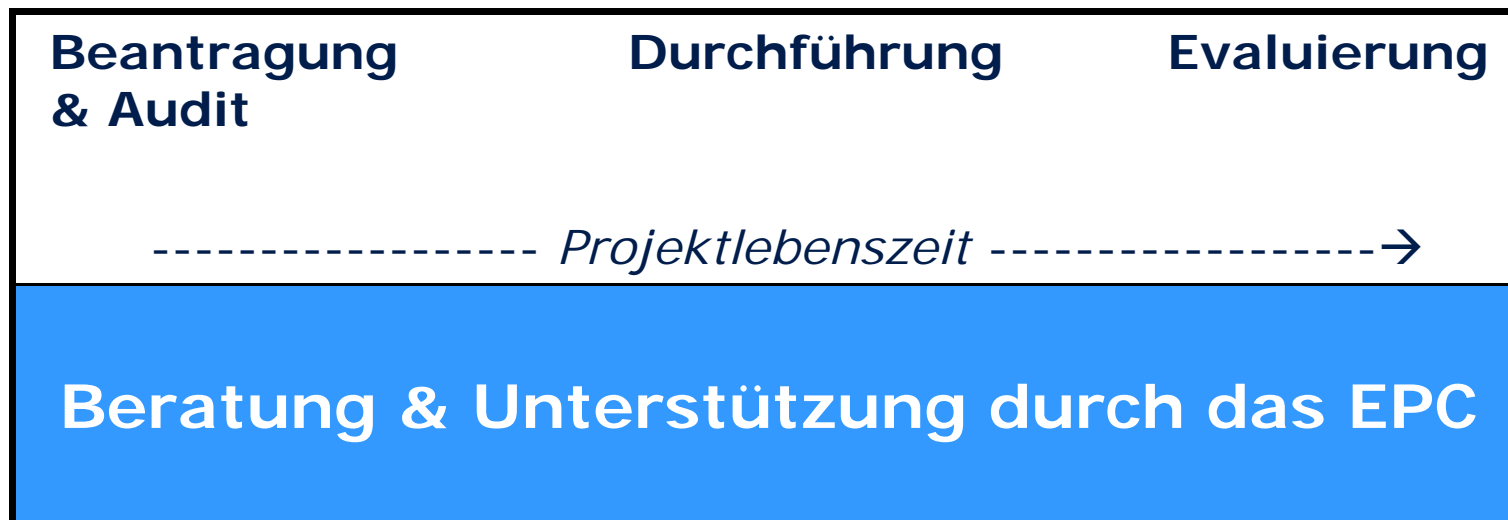 Beantragung Durchführung Evaluierung
& Audit
------------------ Projektlebenszeit ------------------→
Beratung & Unterstützung durch das EPC